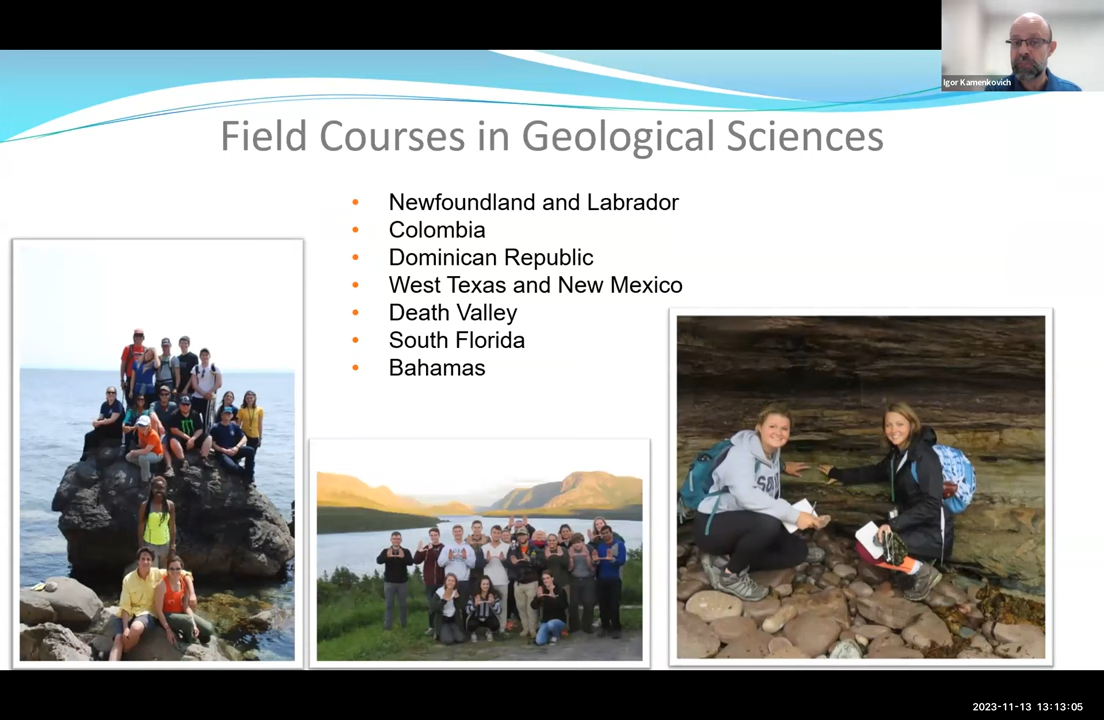 Igor Kamenkovich
Field Courses in Geological Sciences
• Newfoundland and Labrador
• Colombia
• Dominican Republic
• West Texas and New Mexico
• Death Valley
• South Florida
• Bahamas
2023-11-13 13:13:05